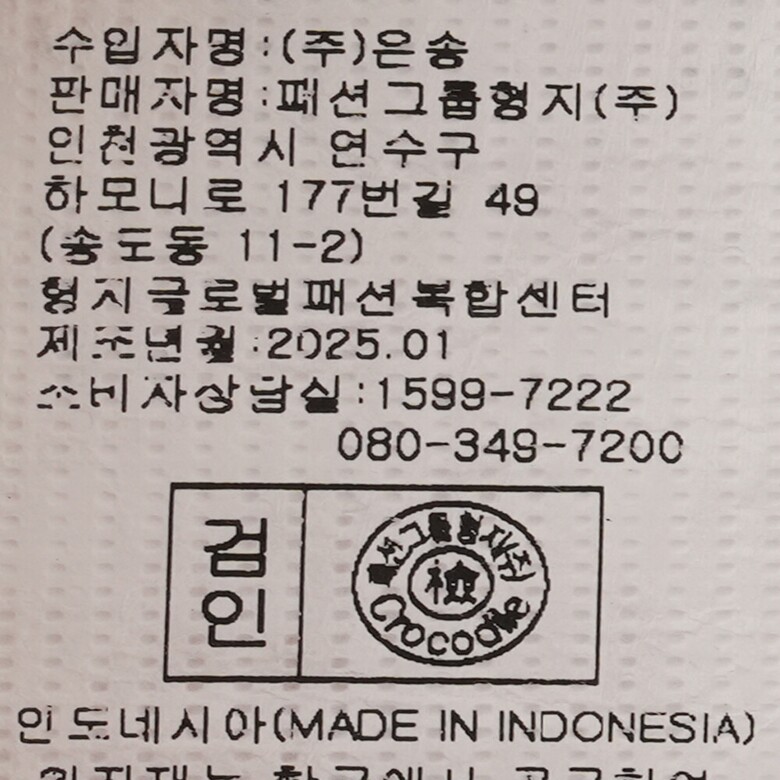 수입자명:(주)은송
판매자명:패션그룹형지(주)
인천광역시 연수구
하모니로 177번길 49
(송도동 11-2)
형지글로벌패션복합센터
제조년월:2025.01
소비자상담실:1599-7222
080-349-7200
검인
패션그룹형지(주)
檢
Crocodile
인도네시아(MADE IN INDONESIA)